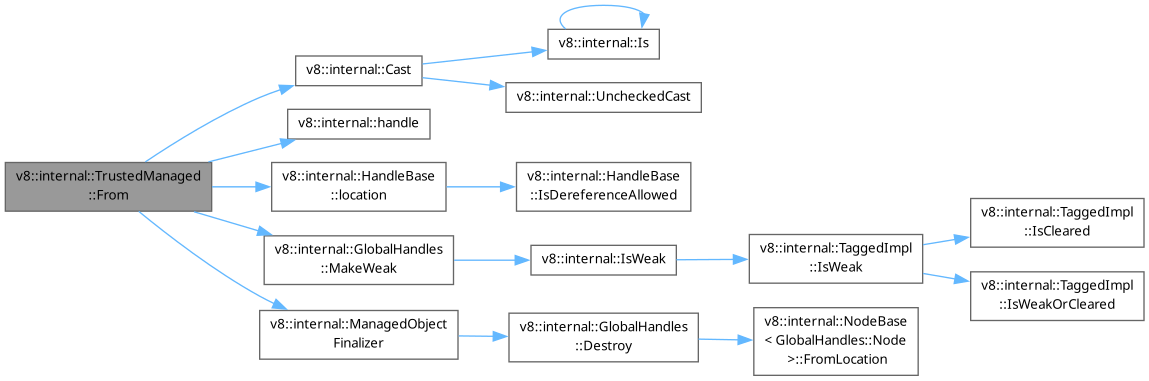 v8::internal::Is
v8::internal::Cast
v8::internal::UncheckedCast
v8::internal::handle
v8::internal::TrustedManaged
::From
v8::internal::HandleBase
::location
v8::internal::HandleBase
::IsDereferenceAllowed
v8::internal::GlobalHandles
::MakeWeak
v8::internal::IsWeak
v8::internal::TaggedImpl
::IsWeak
v8::internal::TaggedImpl
::IsCleared
v8::internal::TaggedImpl
::IsWeakOrCleared
v8::internal::ManagedObject
Finalizer
v8::internal::GlobalHandles
::Destroy
v8::internal::NodeBase
< GlobalHandles::Node
>::FromLocation